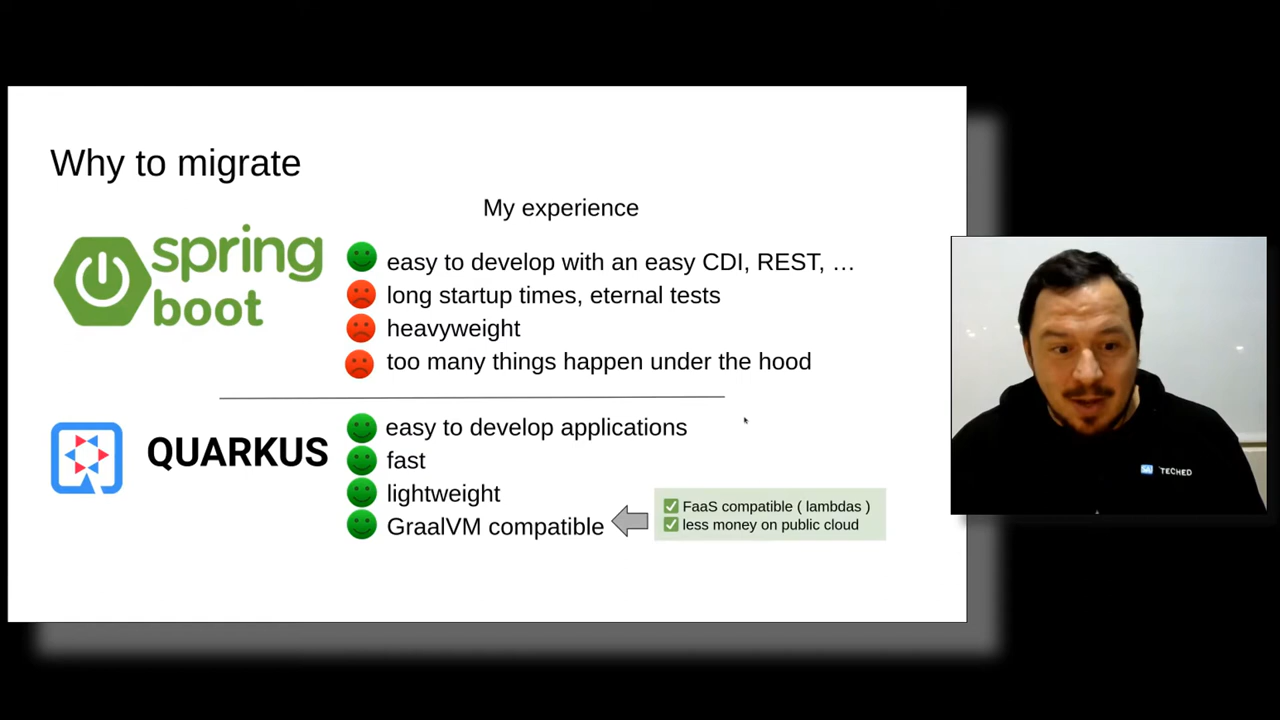 Why to migrate
My experience
spring
boot
easy to develop with an easy CDI, REST, …
long startup times, eternal tests
heavyweight
too many things happen under the hood
QUARKUS
easy to develop applications
fast
lightweight
GraalVM compatible
FaaS compatible ( lambdas )
less money on public cloud
TECHED